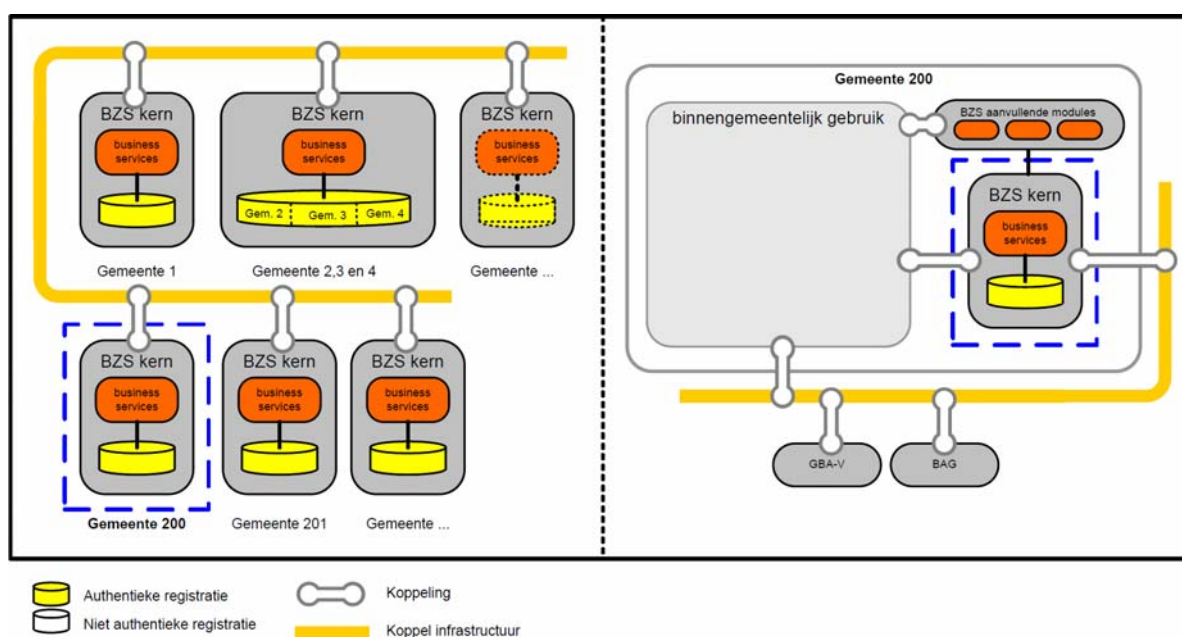 BZS kern
business
services
Gemeente 1
BZS kern
business
services
Gem. 2
Gem. 3
Gem. 4
Gemeente 2,3 en 4
BZS kern
business
services
Gemeente ...
BZS kern
business
services
Gemeente 200
BZS kern
business
services
Gemeente 201
BZS kern
business
services
Gemeente ...
Gemeente 200
binnengemeentelijk gebruik
BZS aanvullende modules
BZS kern
business
services
GBA-V
BAG
Authentieke registratie
Niet authentieke registratie
Koppeling
Koppel infrastructuur